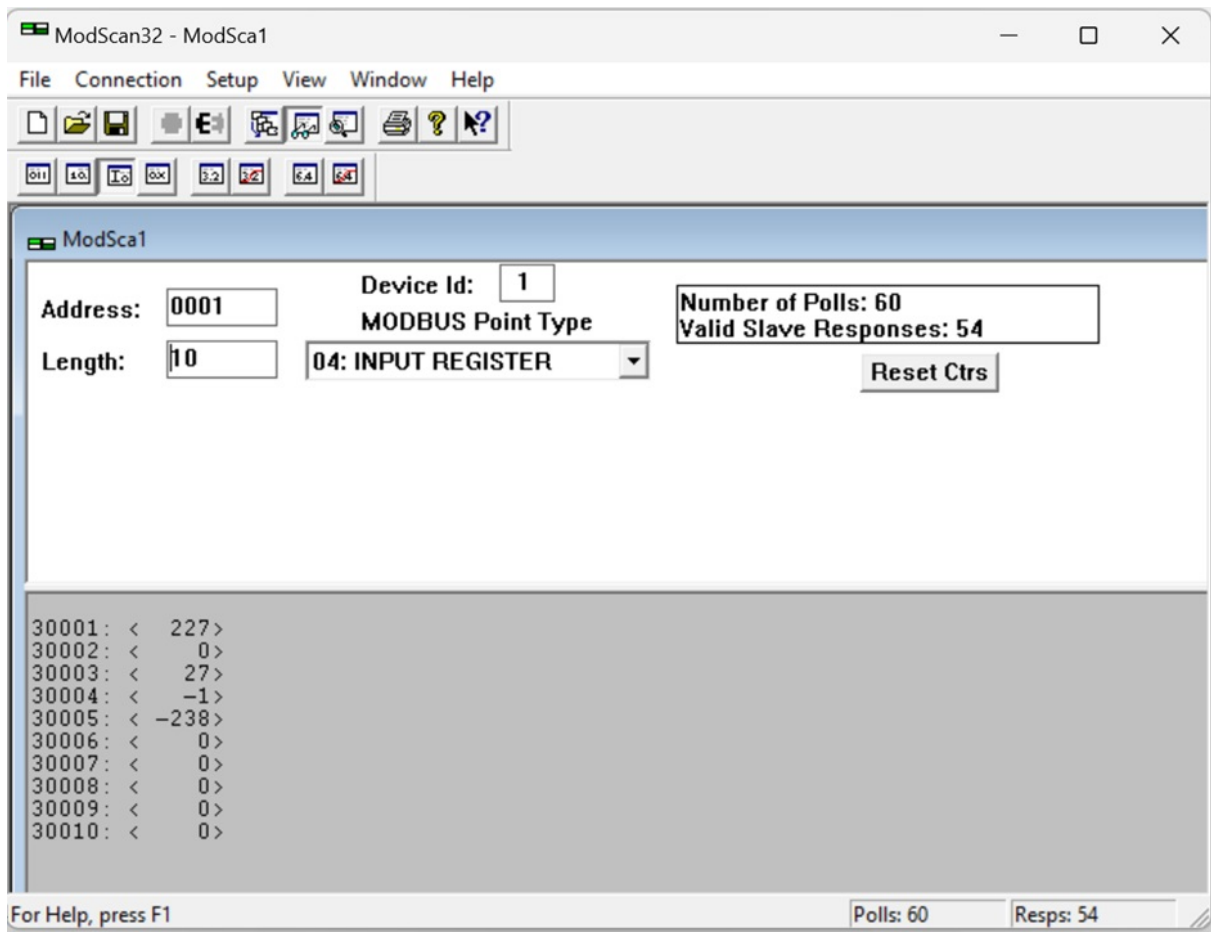 ModScan32 - ModSca1
File Connection Setup View Window Help
ModSca1
Address: 0001
Device Id: 1
MODBUS Point Type
Length: 10
04: INPUT REGISTER
Number of Polls: 60
Valid Slave Responses: 54
Reset Ctrs
30001: <   227>
30002: <     0>
30003: <    27>
30004: <    -1>
30005: <  -238>
30006: <     0>
30007: <     0>
30008: <     0>
30009: <     0>
30010: <     0>
For Help, press F1
Polls: 60
Resps: 54